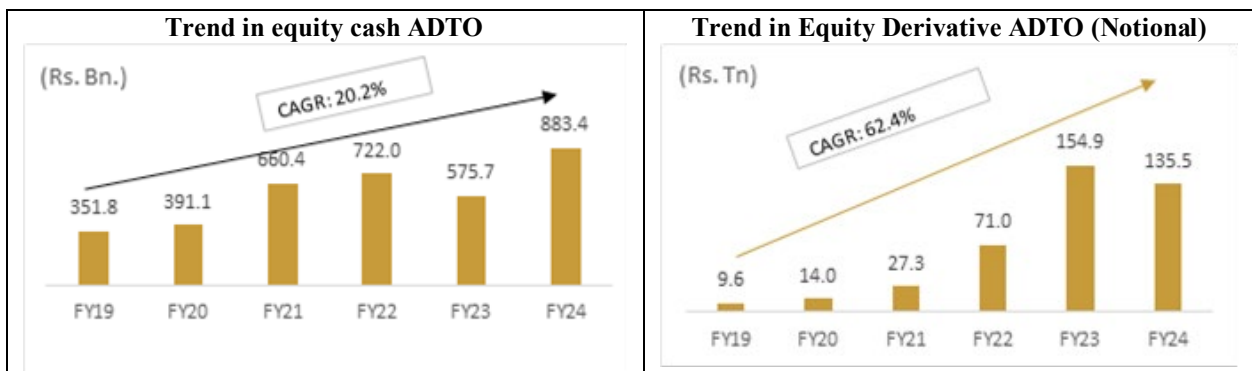 Trend in equity cash ADTO
(Rs. Bn.)
CAGR: 20.2%
351.8
391.1
660.4
722.0
575.7
883.4
FY19 FY20 FY21 FY22 FY23 FY24
Trend in Equity Derivative ADTO (Notional)
(Rs. Tn)
CAGR: 62.4%
9.6
14.0
27.3
71.0
154.9
135.5
FY19 FY20 FY21 FY22 FY23 FY24